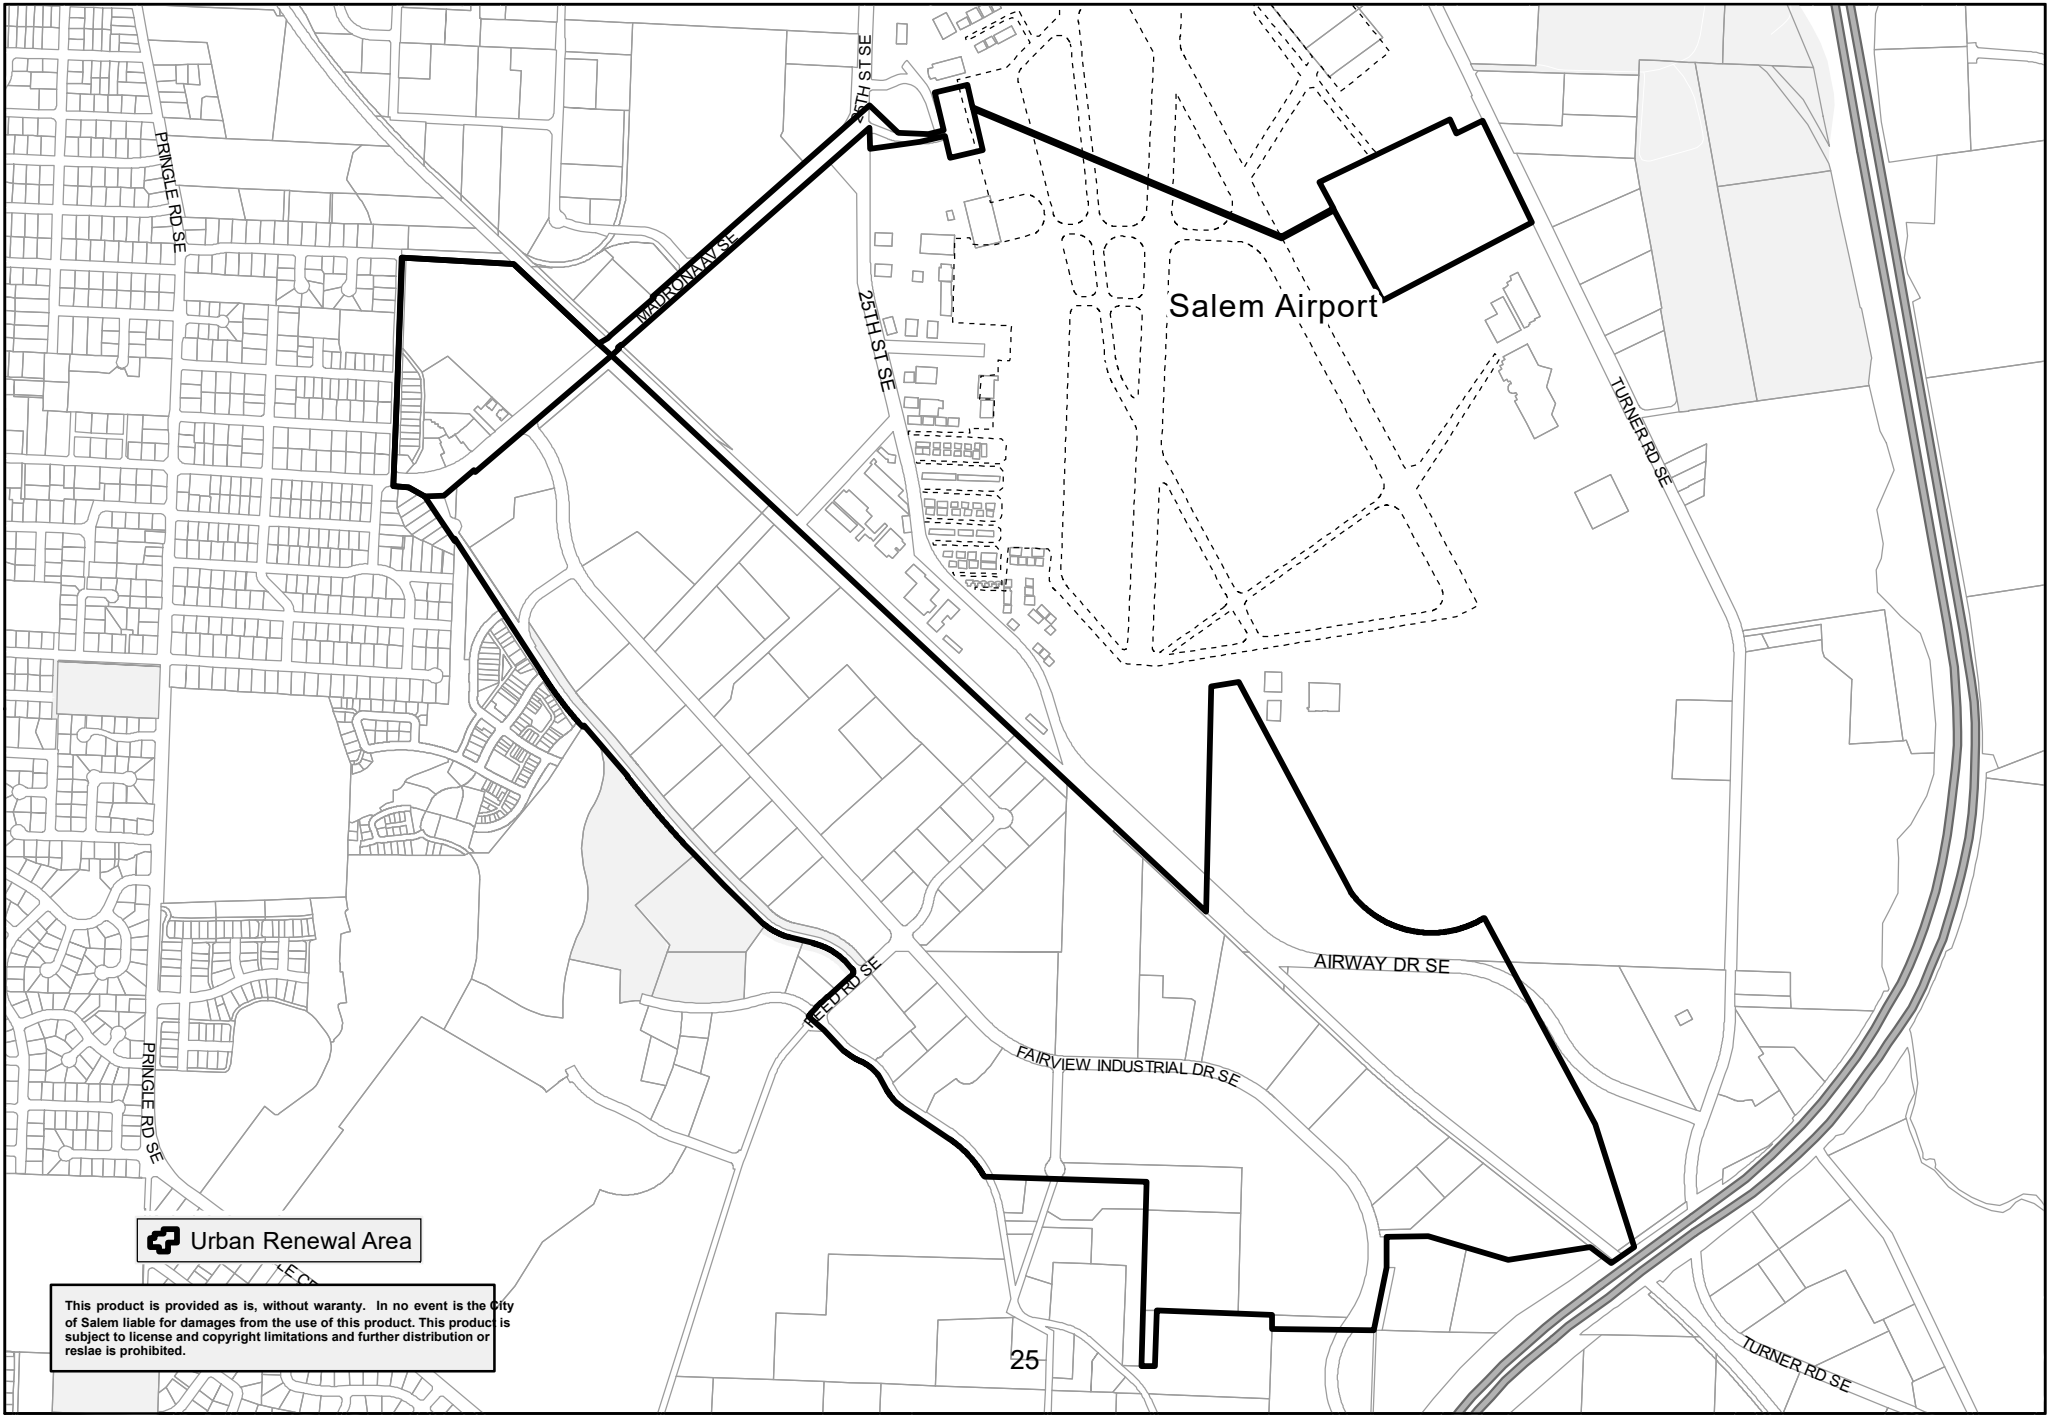 25TH ST SE
PRINGLE RD SE
MADRONA AV SE
25TH ST SE
Salem Airport
TURNER RD SE
AIRWAY DR SE
REED RD SE
FAIRVIEW INDUSTRIAL DR SE
PRINGLE RD SE
Urban Renewal Area
This product is provided as is, without waranty. In no event is the City
of Salem liable for damages from the use of this product. This product is
subject to license and copyright limitations and further distribution or
reslae is prohibited.
25
TURNER RD SE